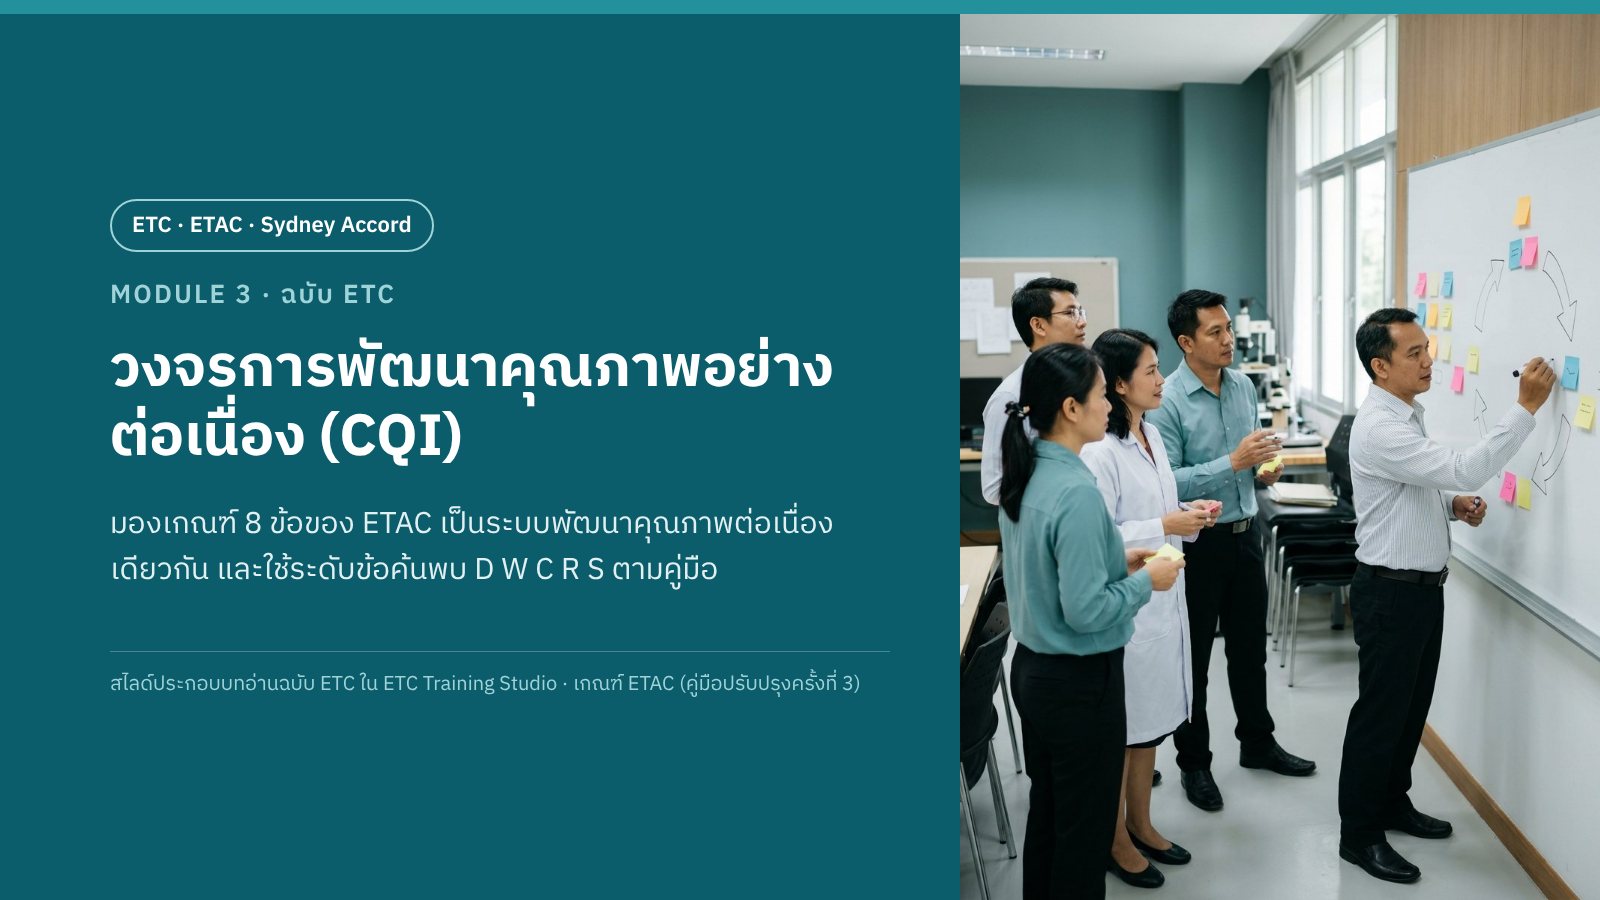 ETC · ETAC · Sydney Accord
MODULE 3 · ฉบับ ETC
วงจรการพัฒนาคุณภาพอย่าง
ต่อเนื่อง (CQI)
มองเกณฑ์ 8 ข้อของ ETAC เป็นระบบพัฒนาคุณภาพต่อเนื่อง
เดียวกัน และใช้ระดับข้อค้นพบ D W C R S ตามคู่มือ
สไลด์ประกอบบทอ่านฉบับ ETC ใน ETC Training Studio · เกณฑ์ ETAC (คู่มือปรับปรุงครั้งที่ 3)